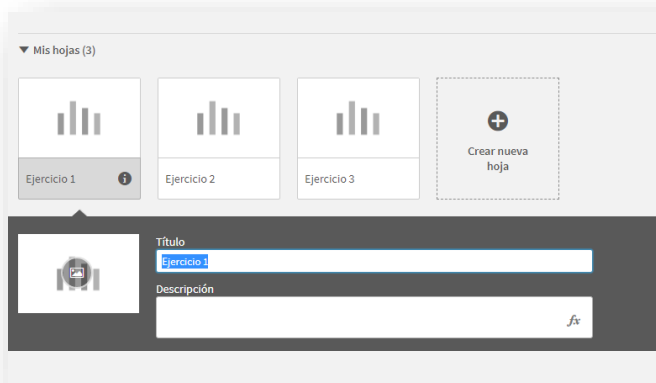 Mis hojas (3)
Ejercicio 1
Ejercicio 2
Ejercicio 3
Crear nueva
hoja
Título
Ejercicio 1
Descripción
fx